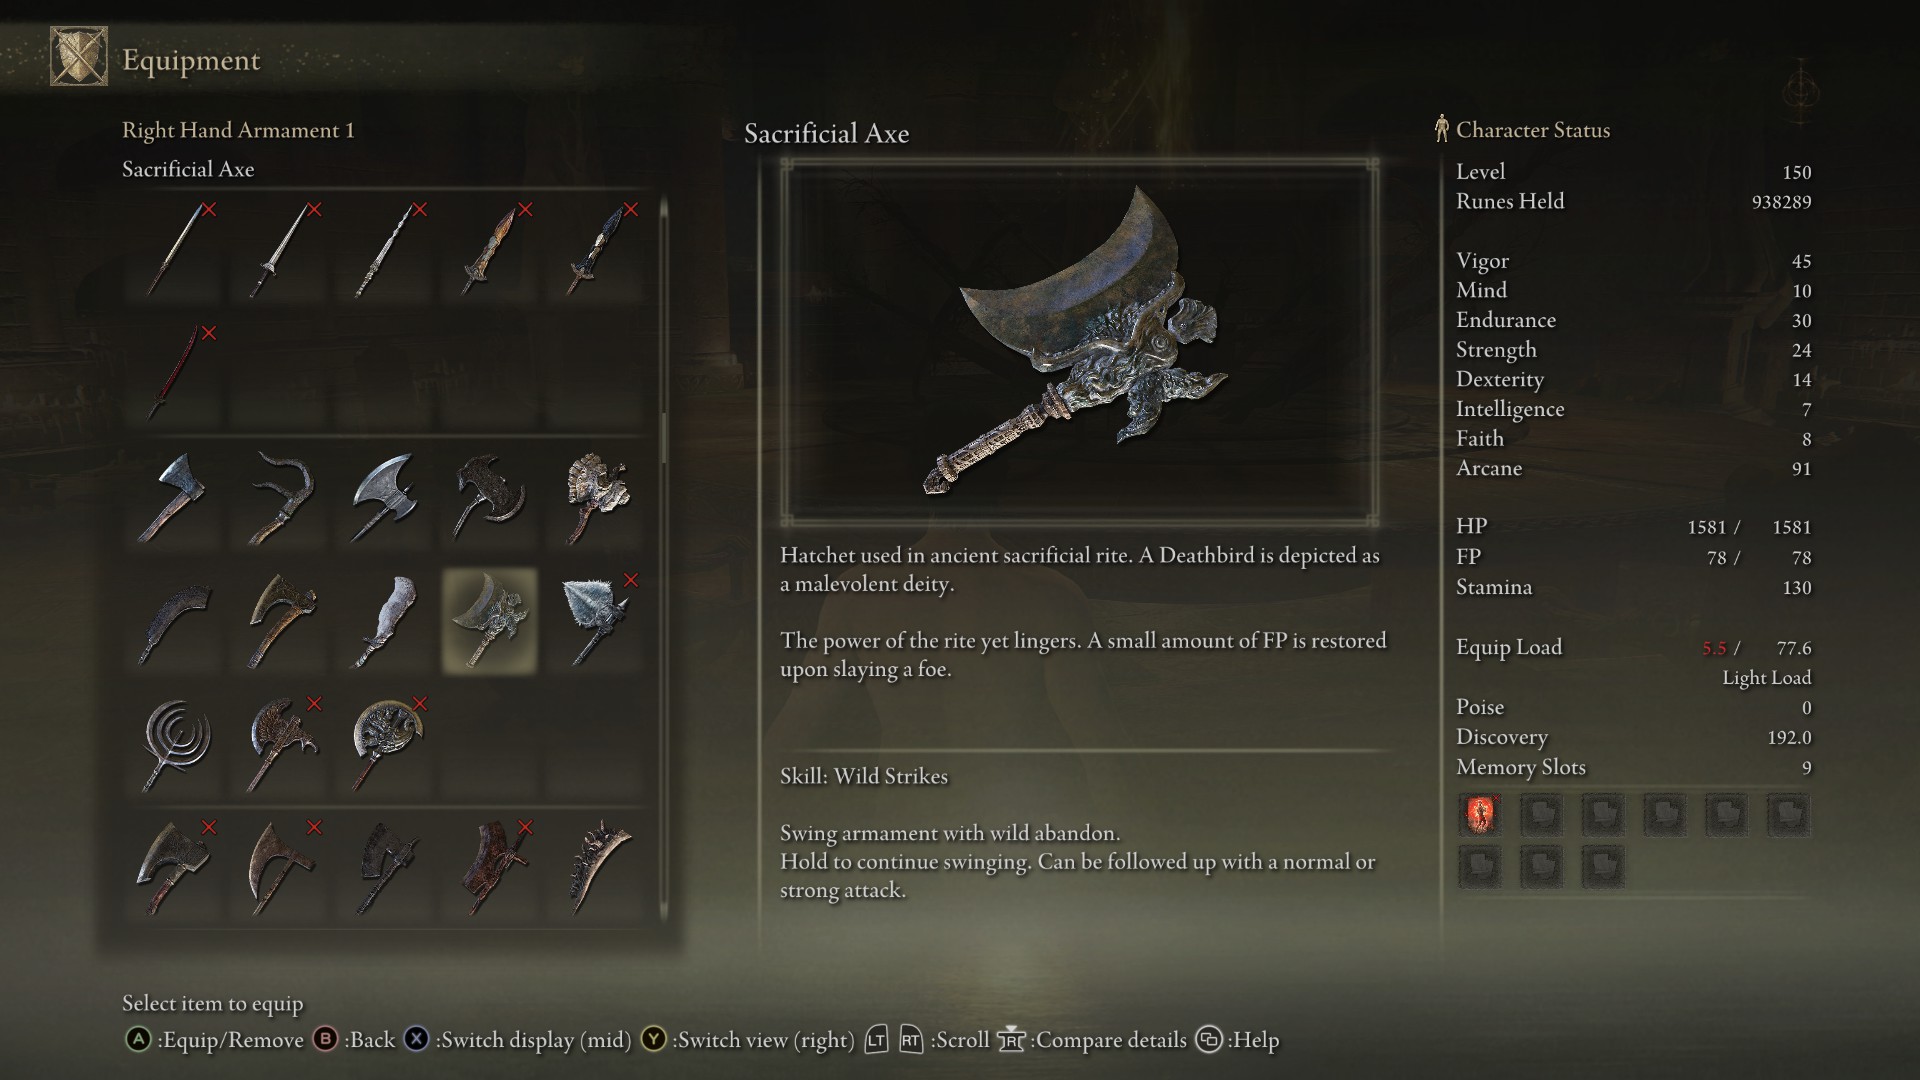 Equipment
Right Hand Armament 1
Sacrificial Axe
Sacrificial Axe
Hatchet used in ancient sacrificial rite. A Deathbird is depicted as
a malevolent deity.
The power of the rite yet lingers. A small amount of FP is restored
upon slaying a foe.
Skill: Wild Strikes
Swing armament with wild abandon.
Hold to continue swinging. Can be followed up with a normal or
strong attack.
Character Status
Level 150
Runes Held 938289
Vigor 45
Mind 10
Endurance 30
Strength 24
Dexterity 14
Intelligence 7
Faith 8
Arcane 91
HP 1581 / 1581
FP 78 / 78
Stamina 130
Equip Load 5.5 / 77.6
Light Load
Poise 0
Discovery 192.0
Memory Slots 9
Select item to equip
A :Equip/Remove B :Back X :Switch display (mid) Y :Switch view (right) LT RT :Scroll R :Compare details :Help